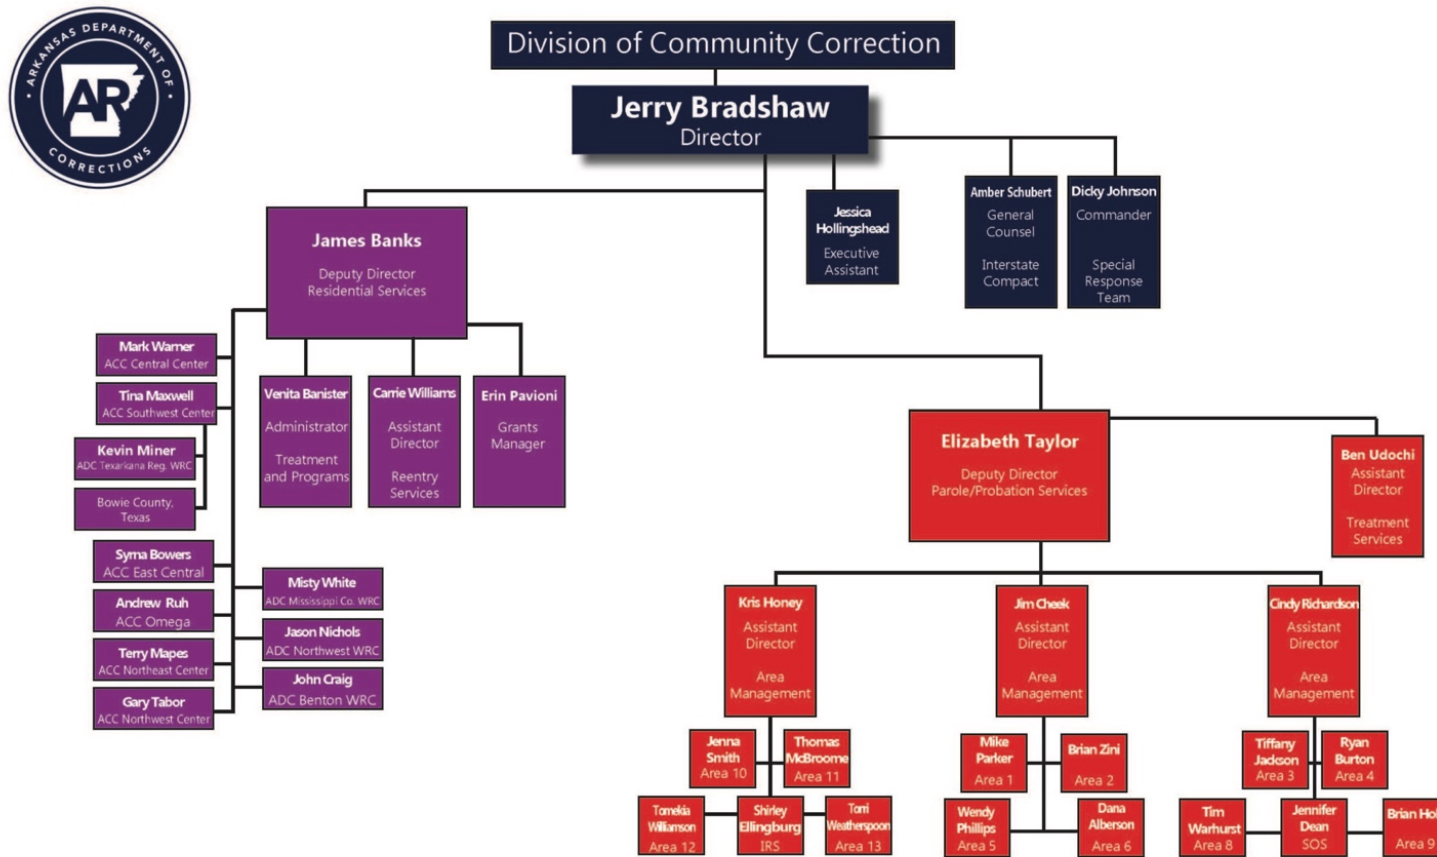 ARKANSAS DEPARTMENT OF
AR
CORRECTIONS
Division of Community Correction
Jerry Bradshaw
Director
Jessica
Hollingshead
Executive
Assistant
Amber Schubert
General
Counsel
Interstate
Compact
Dicky Johnson
Commander
Special
Response
Team
James Banks
Deputy Director
Residential Services
Mark Warner
ACC Central Center
Tina Maxwell
ACC Southwest Center
Kevin Miner
ADC Texarkana Reg. WRC
Bowie County,
Texas
Syrna Bowers
ACC East Central
Andrew Ruh
ACC Omega
Terry Mapes
ACC Northeast Center
Gary Tabor
ACC Northwest Center
Misty White
ADC Mississippi Co. WRC
Jason Nichols
ADC Northwest WRC
John Craig
ADC Benton WRC
Venita Banister
Administrator
Treatment
and Programs
Carrie Williams
Assistant
Director
Reentry
Services
Erin Pavioni
Grants
Manager
Elizabeth Taylor
Deputy Director
Parole/Probation Services
Ben Udochi
Assistant
Director
Treatment
Services
Kris Honey
Assistant
Director
Area
Management
Jenna
Smith
Area 10
Thomas
McBroome
Area 11
Tomekia
Williamson
Area 12
Shirley
Ellingburg
IRS
Torri
Weatherspoon
Area 13
Jim Cheek
Assistant
Director
Area
Management
Mike
Parker
Area 1
Brian Zini
Area 2
Wendy
Phillips
Area 5
Dana
Alberson
Area 6
Cindy Richardson
Assistant
Director
Area
Management
Tiffany
Jackson
Area 3
Ryan
Burton
Area 4
Tim
Warhurst
Area 8
Jennifer
Dean
SOS
Brian
Area 9